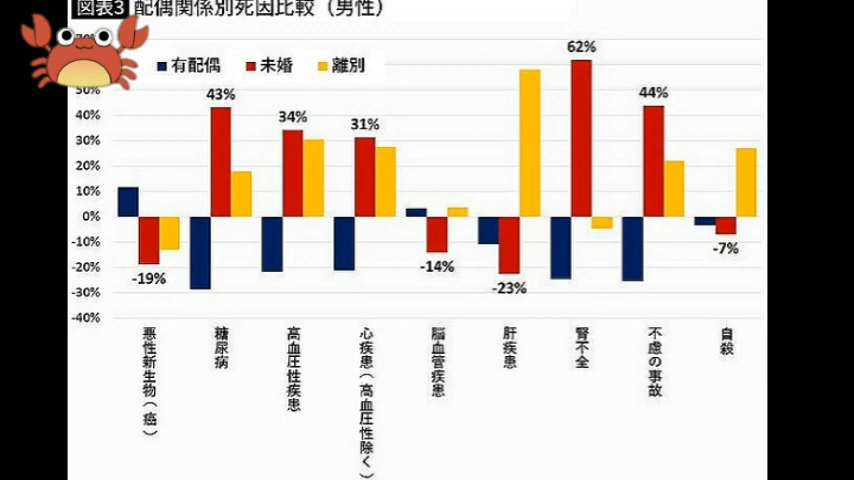 図表3 配偶関係別死因比較（男性）
有配偶 未婚 離別
50%
40%
30%
20%
10%
0%
-10%
-20%
-30%
-40%
43%
34%
31%
62%
44%
-19%
-14%
-23%
-7%
悪性新生物（癌）
糖尿病
高血圧性疾患
心疾患（高血圧性除く）
脳血管疾患
肝疾患
腎不全
不慮の事故
自殺